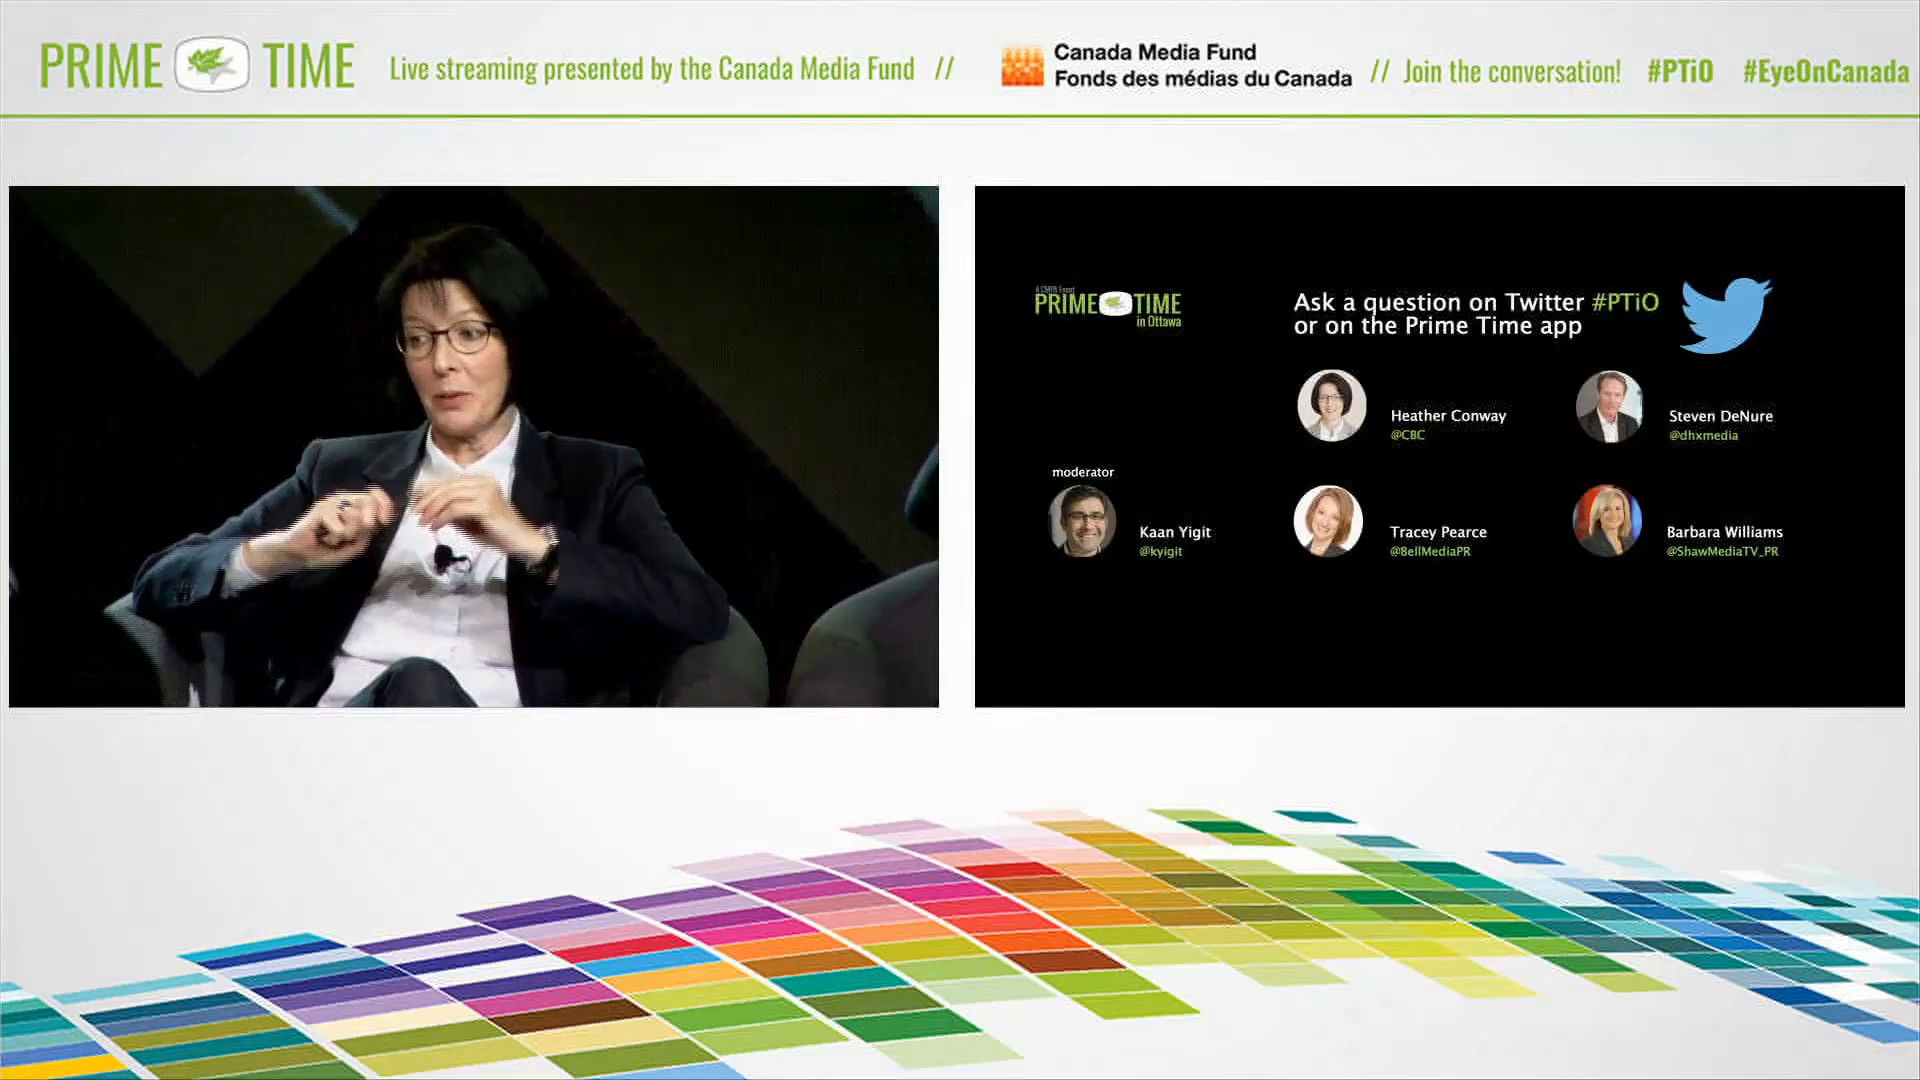 PRIME TIME
Live streaming presented by the Canada Media Fund //
Canada Media Fund
Fonds des médias du Canada
// Join the conversation! #PTiO #EyeOnCanada
PRIME TIME
in Ottawa
Ask a question on Twitter #PTiO
or on the Prime Time app
Heather Conway
@CBC
Steven DeNure
@dhxmedia
moderator
Kaan Yigit
@kyigit
Tracey Pearce
@BellMediaPR
Barbara Williams
@ShawMediaTV_PR